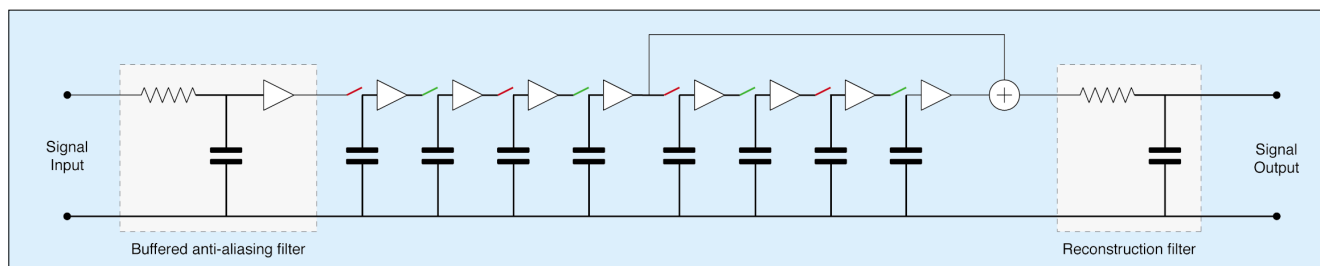 Signal
Input
Signal
Output
Buffered anti-aliasing filter
Reconstruction filter